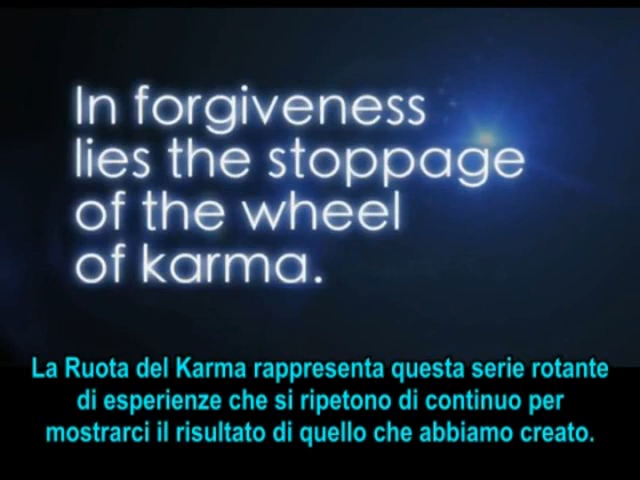 In forgiveness
lies the stoppage
of the wheel
of karma.
La Ruota del Karma rappresenta questa serie rotante
di esperienze che si ripetono di continuo per
mostrarci il risultato di quello che abbiamo creato.